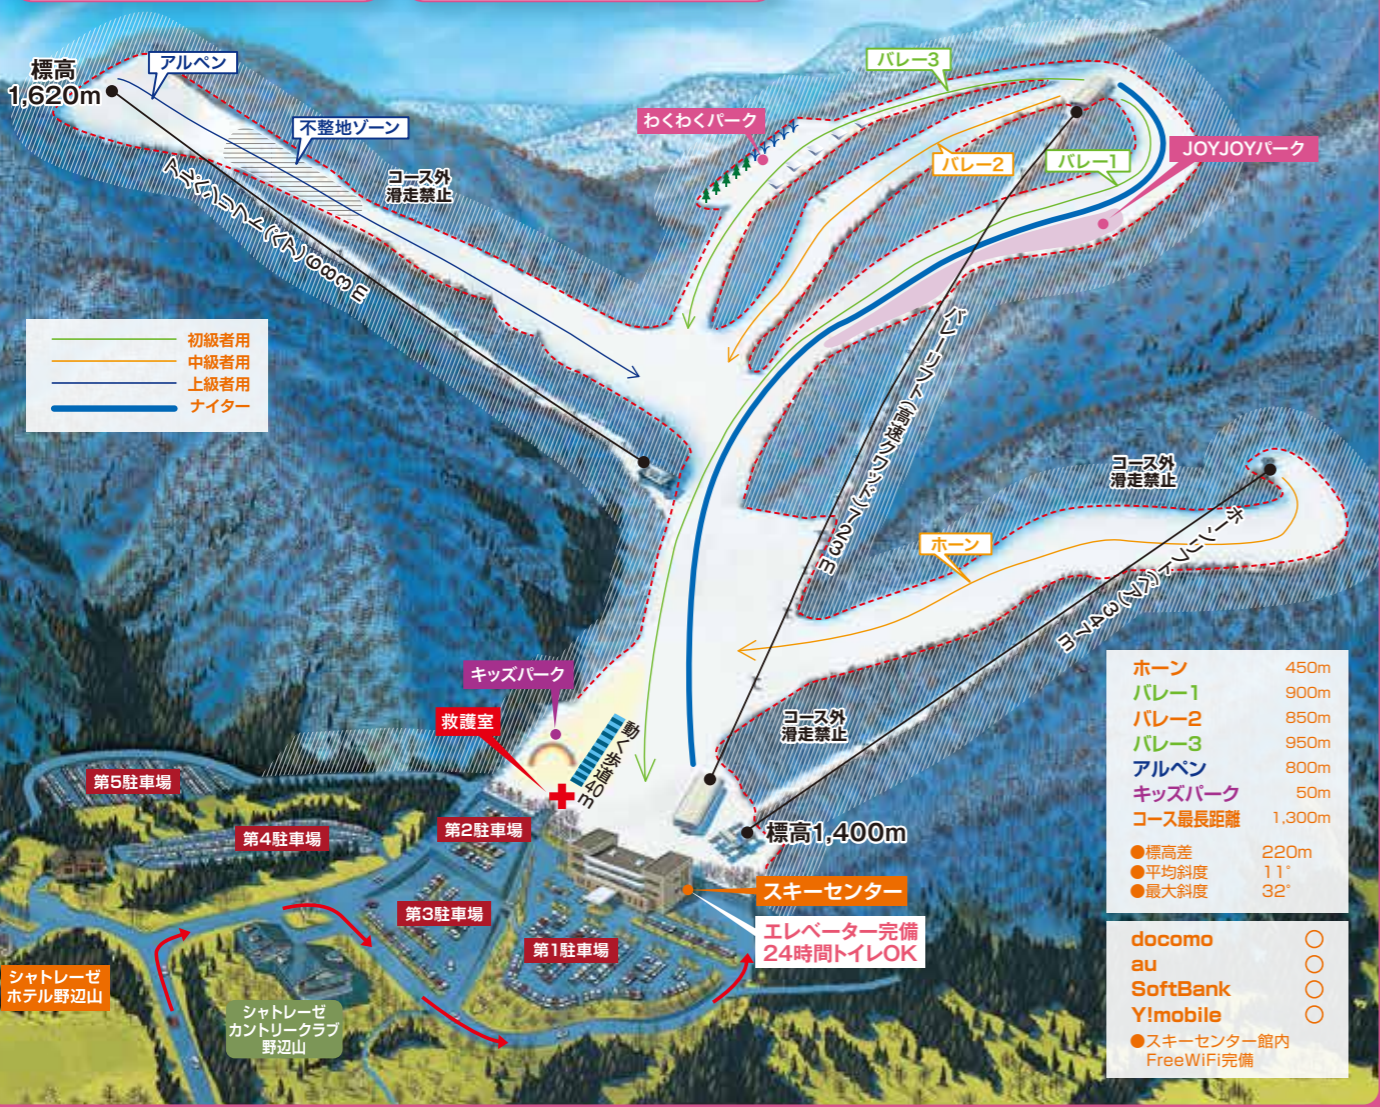 標高
1,620m
アルペン
不整地ゾーン
コース外
滑走禁止
アルペンリフト(ペア)683m
わくわくパーク
バレー3
バレー2
バレー1
JOYJOYパーク
初級者用
中級者用
上級者用
ナイター
バレーリフト(高速クワッド)723m
コース外
滑走禁止
ホーン
ホーンリフト(ペア)347m
キッズパーク
救護室
動く歩道40m
コース外
滑走禁止
標高1,400m
第5駐車場
第4駐車場
第2駐車場
第3駐車場
第1駐車場
スキーセンター
エレベーター完備
24時間トイレOK
シャトレーゼ
ホテル野辺山
シャトレーゼ
カントリークラブ
野辺山
ホーン 450m
バレー1 900m
バレー2 850m
バレー3 950m
アルペン 800m
キッズパーク 50m
コース最長距離 1,300m
●標高差 220m
●平均斜度 11°
●最大斜度 32°
docomo ○
au ○
SoftBank ○
Y!mobile ○
●スキーセンター館内
FreeWiFi完備